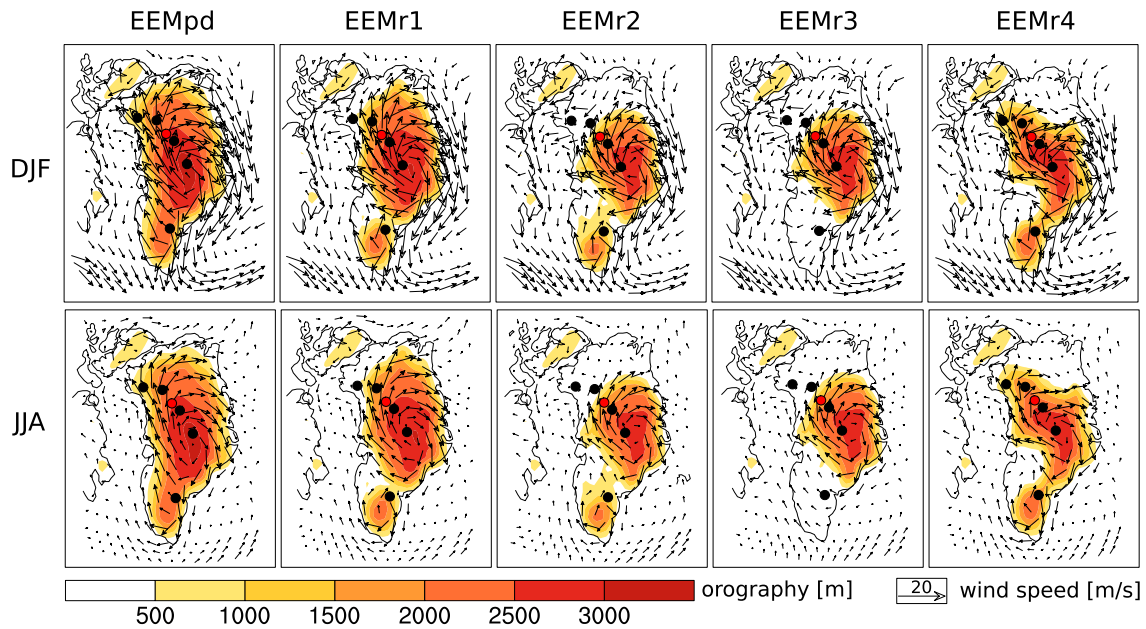 EEMpd EEMr1 EEMr2 EEMr3 EEMr4
DJF
JJA
orography [m] 20 wind speed [m/s]
500 1000 1500 2000 2500 3000